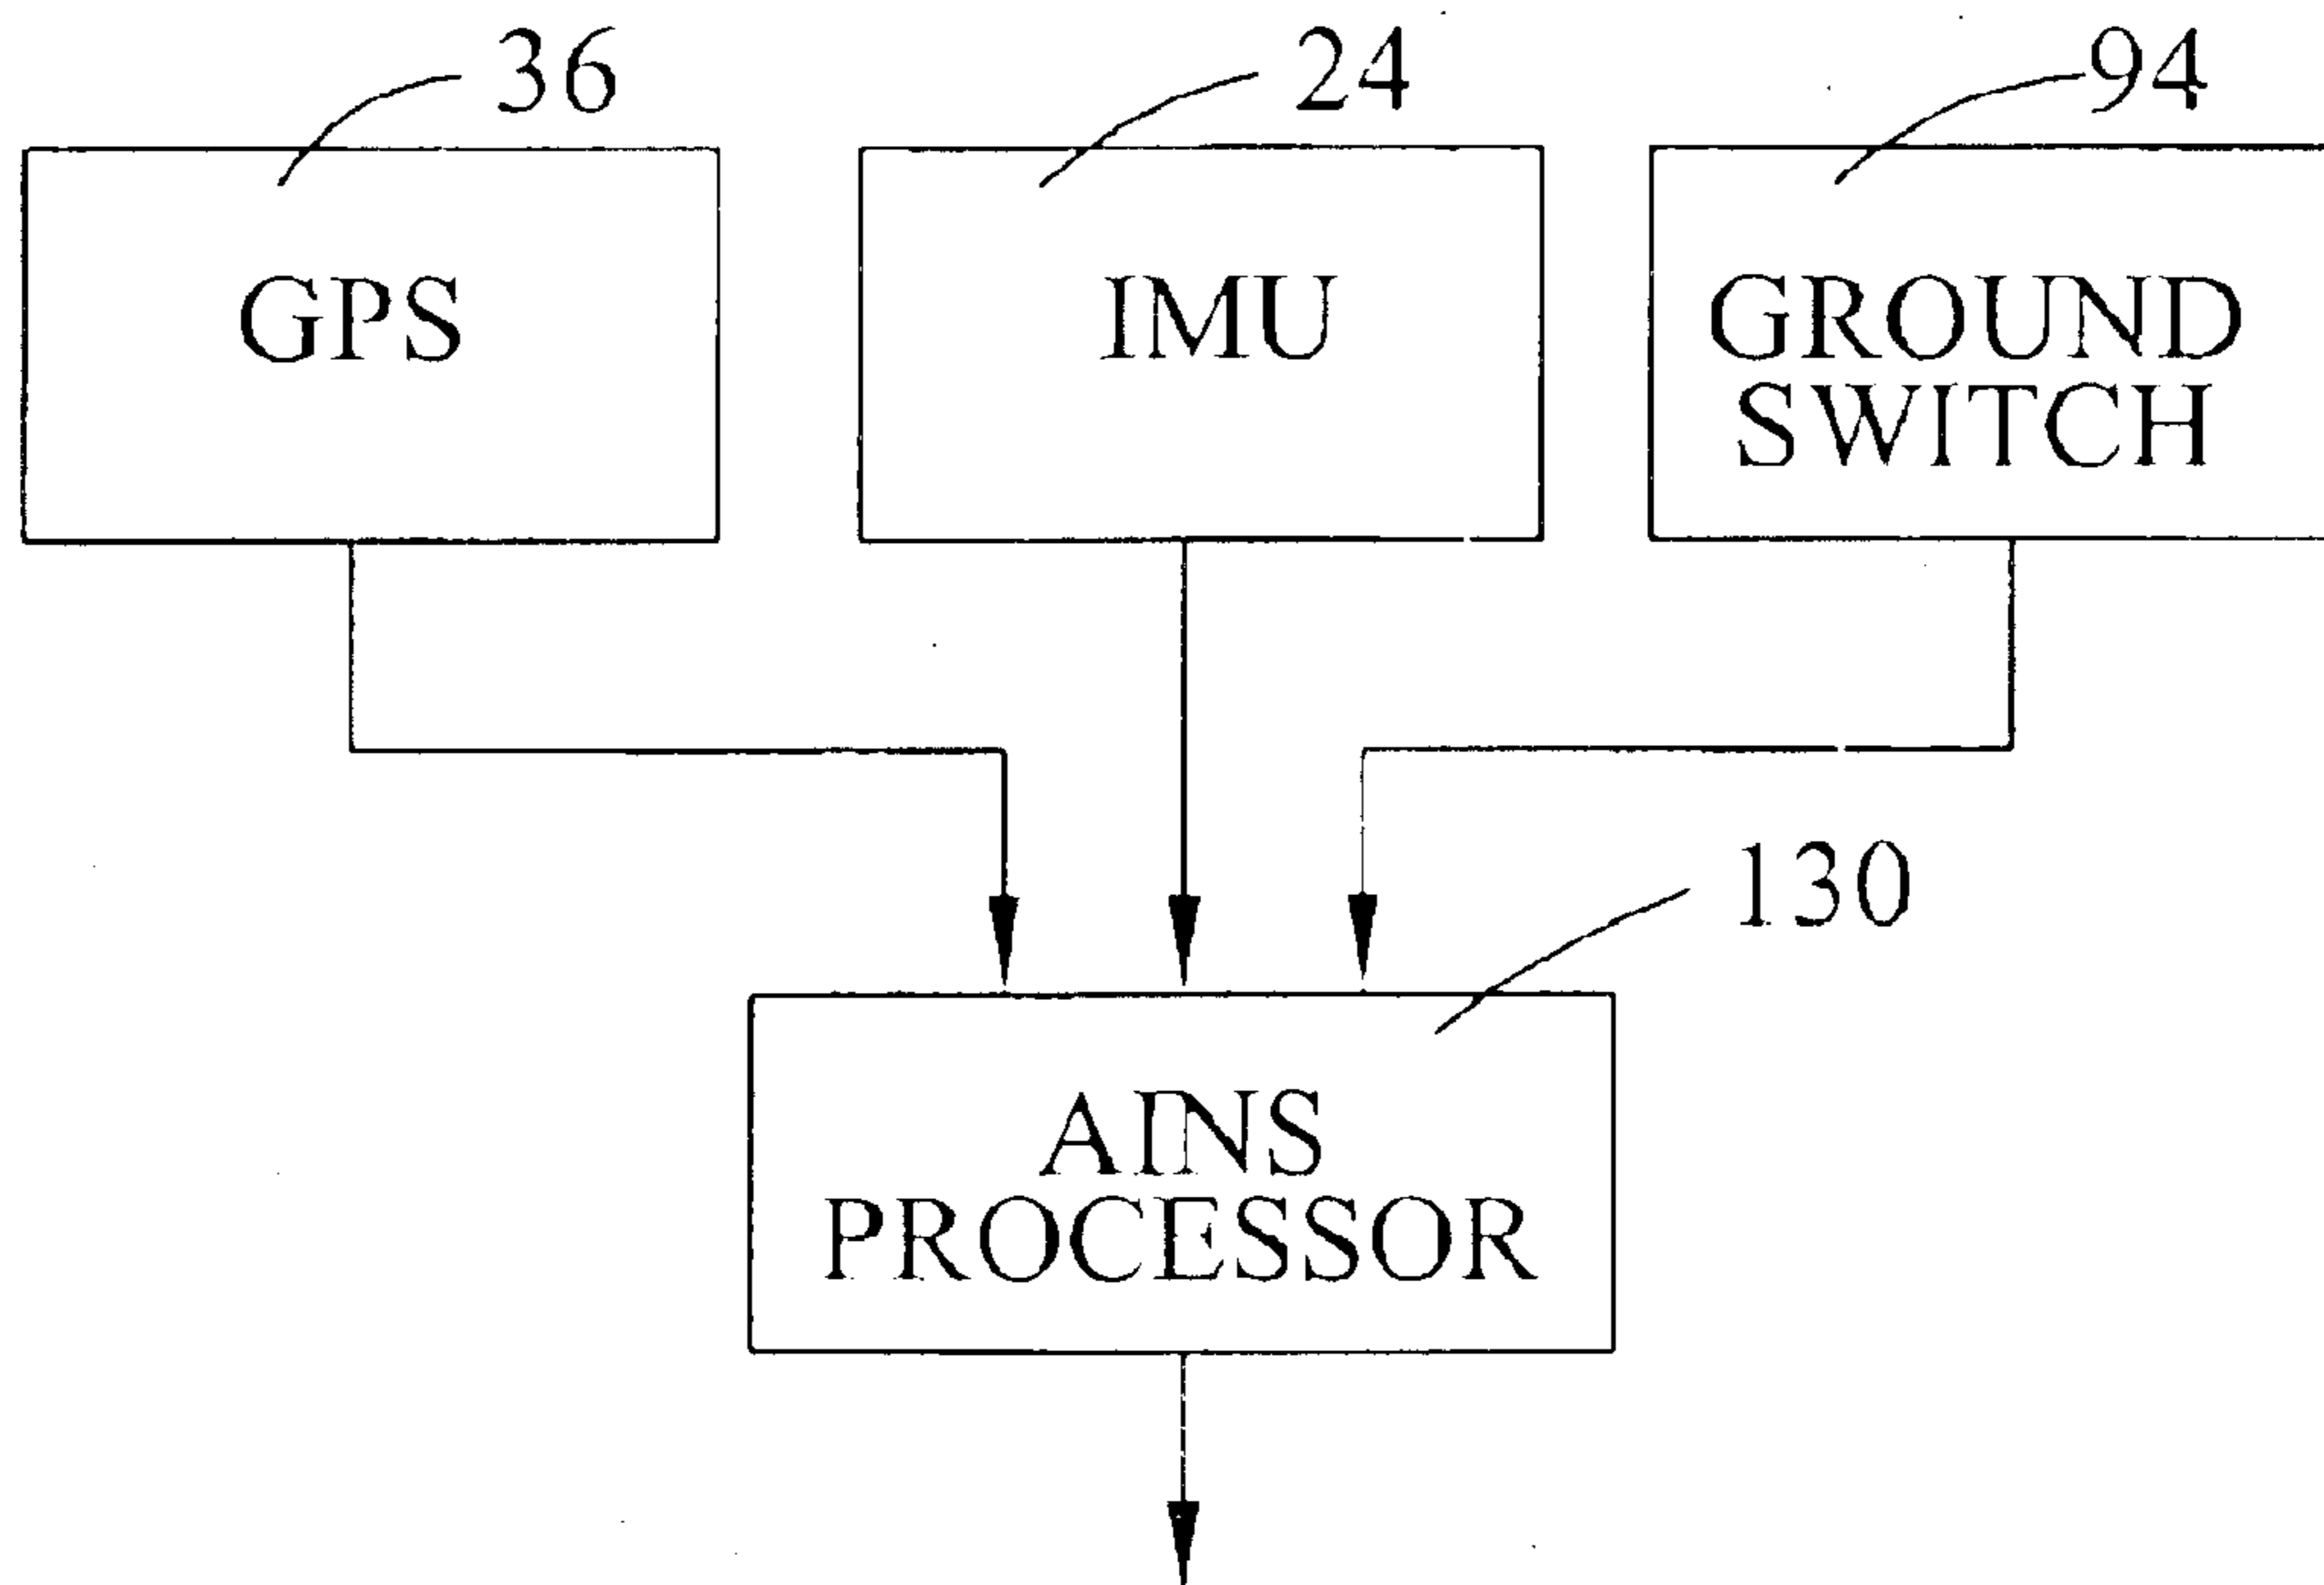 36
24
94
GPS
IMU
GROUND
SWITCH
130
AINS
PROCESSOR